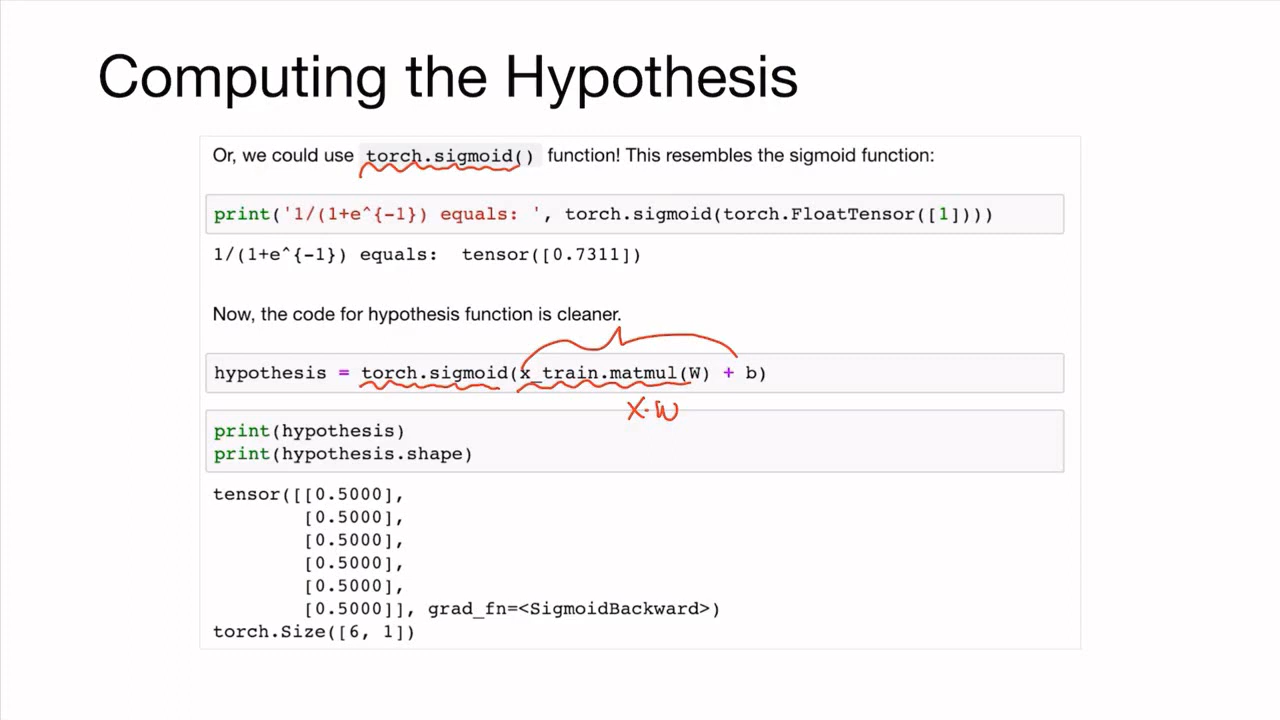 Computing the Hypothesis
Or, we could use torch.sigmoid() function! This resembles the sigmoid function:
print('1/(1+e^{-1}) equals: ', torch.sigmoid(torch.FloatTensor([1])))
1/(1+e^{-1}) equals:  tensor([0.7311])
Now, the code for hypothesis function is cleaner.
hypothesis = torch.sigmoid(x_train.matmul(W) + b)
X·W
print(hypothesis)
print(hypothesis.shape)
tensor([[0.5000],
        [0.5000],
        [0.5000],
        [0.5000],
        [0.5000],
        [0.5000]], grad_fn=<SigmoidBackward>)
torch.Size([6, 1])